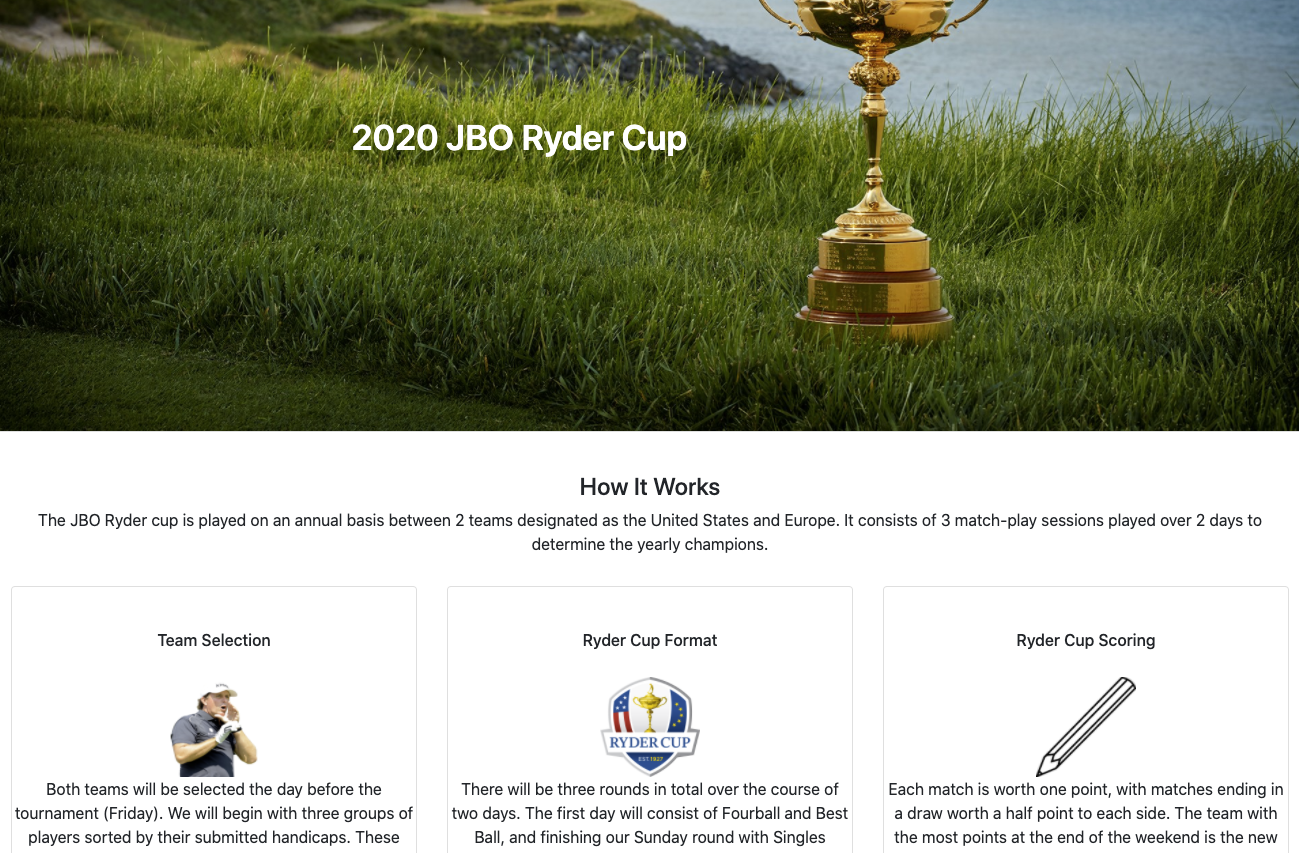 2020 JBO Ryder Cup
How It Works
The JBO Ryder cup is played on an annual basis between 2 teams designated as the United States and Europe. It consists of 3 match-play sessions played over 2 days to
determine the yearly champions.
Team Selection
Both teams will be selected the day before the
tournament (Friday). We will begin with three groups of
players sorted by their submitted handicaps. These
Ryder Cup Format
RYDER CUP
EST. 1927
There will be three rounds in total over the course of
two days. The first day will consist of Fourball and Best
Ball, and finishing our Sunday round with Singles
Ryder Cup Scoring
Each match is worth one point, with matches ending in
a draw worth a half point to each side. The team with
the most points at the end of the weekend is the new